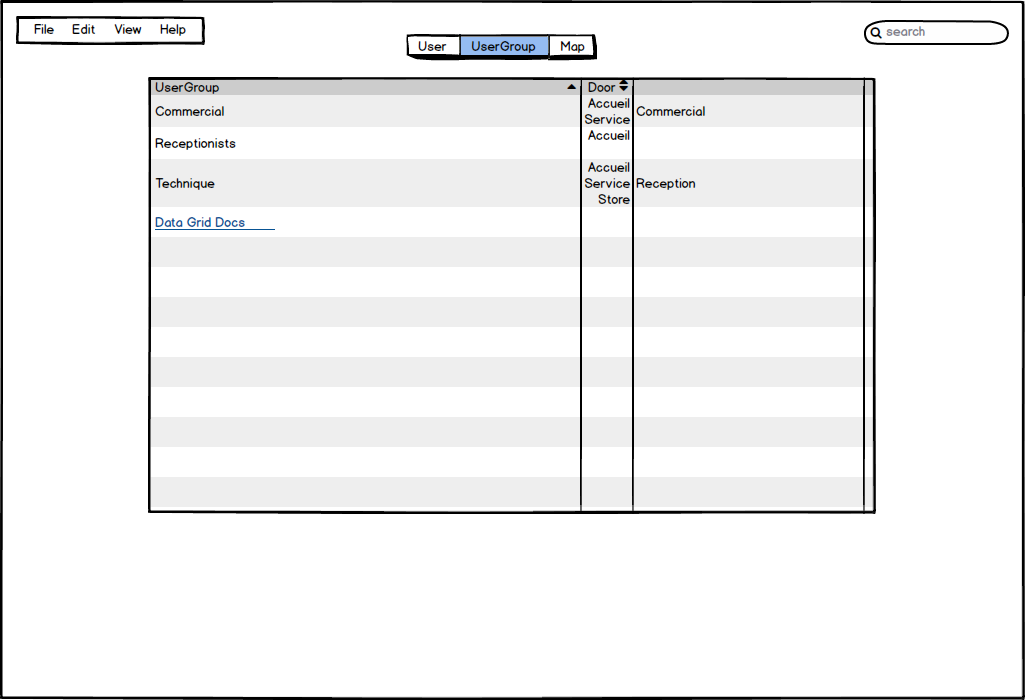 File Edit View Help
search
User UserGroup Map
UserGroup Door
Commercial Accueil Service Commercial
Receptionists Accueil
Technique Accueil Service Store Reception
Data Grid Docs